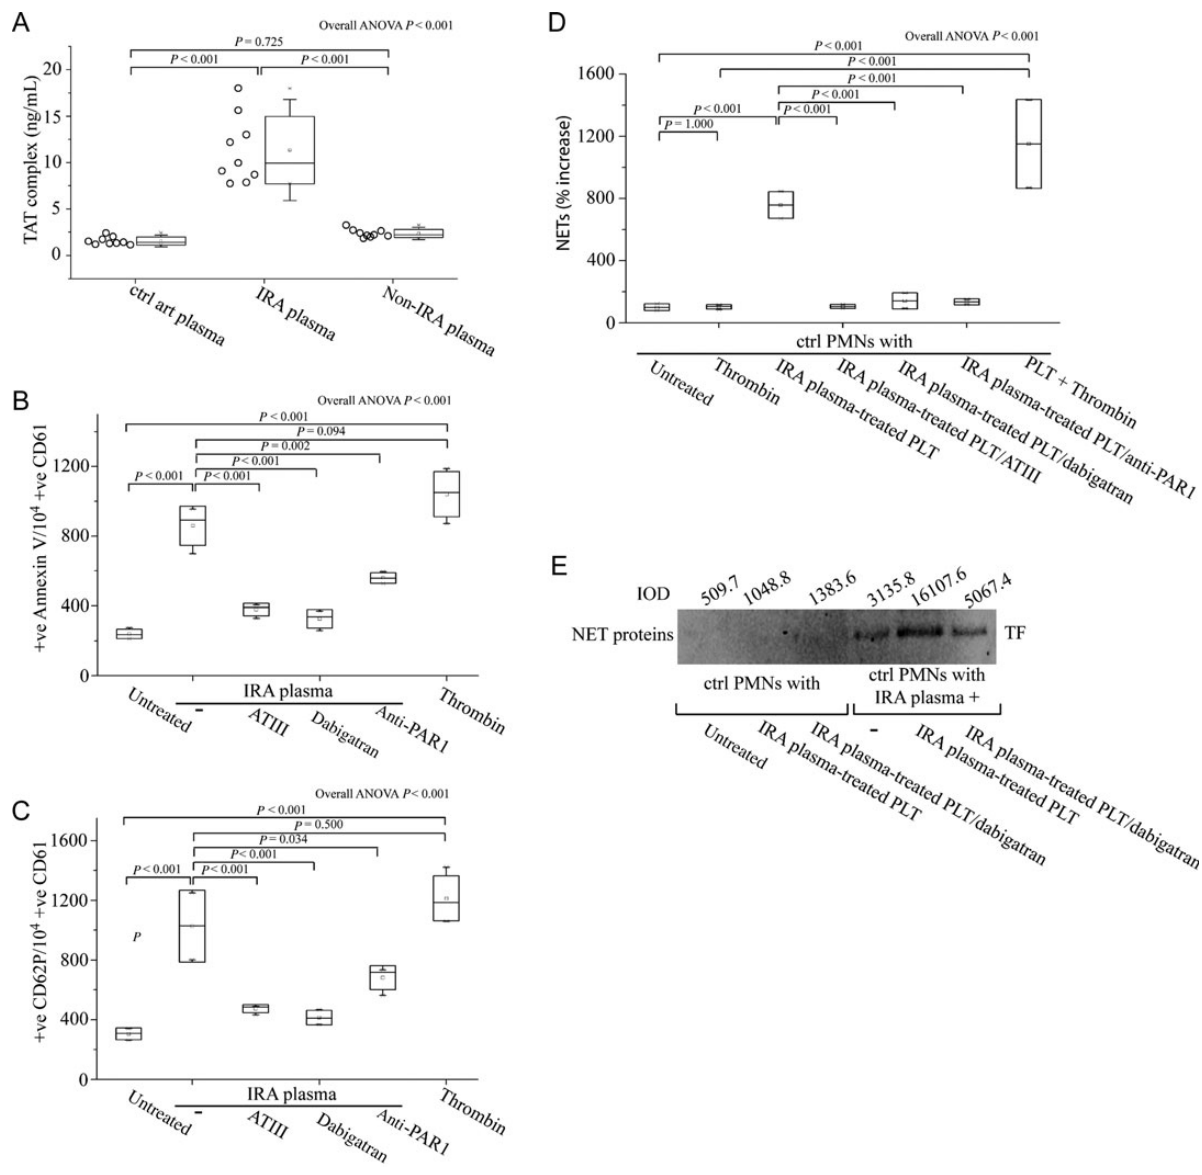 A
Overall ANOVA P < 0.001
P = 0.725
P < 0.001
P < 0.001
TAT complex (ng/mL)
20
15
10
5
0
ctrl art plasma
IRA plasma
Non-IRA plasma
B
Overall ANOVA P < 0.001
P < 0.001
P = 0.094
P = 0.002
P < 0.001
P < 0.001
P < 0.001
+ve Annexin V/10⁴ +ve CD61
1200
800
400
0
Untreated
IRA plasma
-
ATIII
Dabigatran
Anti-PAR1
Thrombin
C
Overall ANOVA P < 0.001
P < 0.001
P = 0.500
P = 0.034
P < 0.001
P < 0.001
P < 0.001
P
+ve CD62P/10⁴ +ve CD61
1600
1200
800
400
0
Untreated
IRA plasma
-
ATIII
Dabigatran
Anti-PAR1
Thrombin
D
Overall ANOVA P < 0.001
P < 0.001
P < 0.001
P < 0.001
P < 0.001
P < 0.001
P = 1.000
NETs (% increase)
1600
1200
800
400
0
ctrl PMNs with
Untreated
Thrombin
IRA plasma-treated PLT
IRA plasma-treated PLT/ATIII
IRA plasma-treated PLT/dabigatran
IRA plasma-treated PLT/anti-PAR1
PLT + Thrombin
E
IOD
509.7
1048.8
1383.6
3135.8
16107.6
5067.4
NET proteins
TF
ctrl PMNs with
ctrl PMNs with
IRA plasma +
Untreated
IRA plasma-treated PLT
IRA plasma-treated PLT/dabigatran
-
IRA plasma-treated PLT
IRA plasma-treated PLT/dabigatran